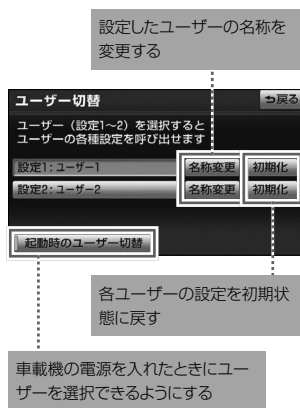 設定したユーザーの名称を
変更する
ユーザー切替
戻る
ユーザー（設定1～2）を選択すると
ユーザーの各種設定を呼び出せます
設定1：ユーザー1 名称変更 初期化
設定2：ユーザー2 名称変更 初期化
起動時のユーザー切替
各ユーザーの設定を初期状
態に戻す
車載機の電源を入れたときにユー
ザーを選択できるようにする